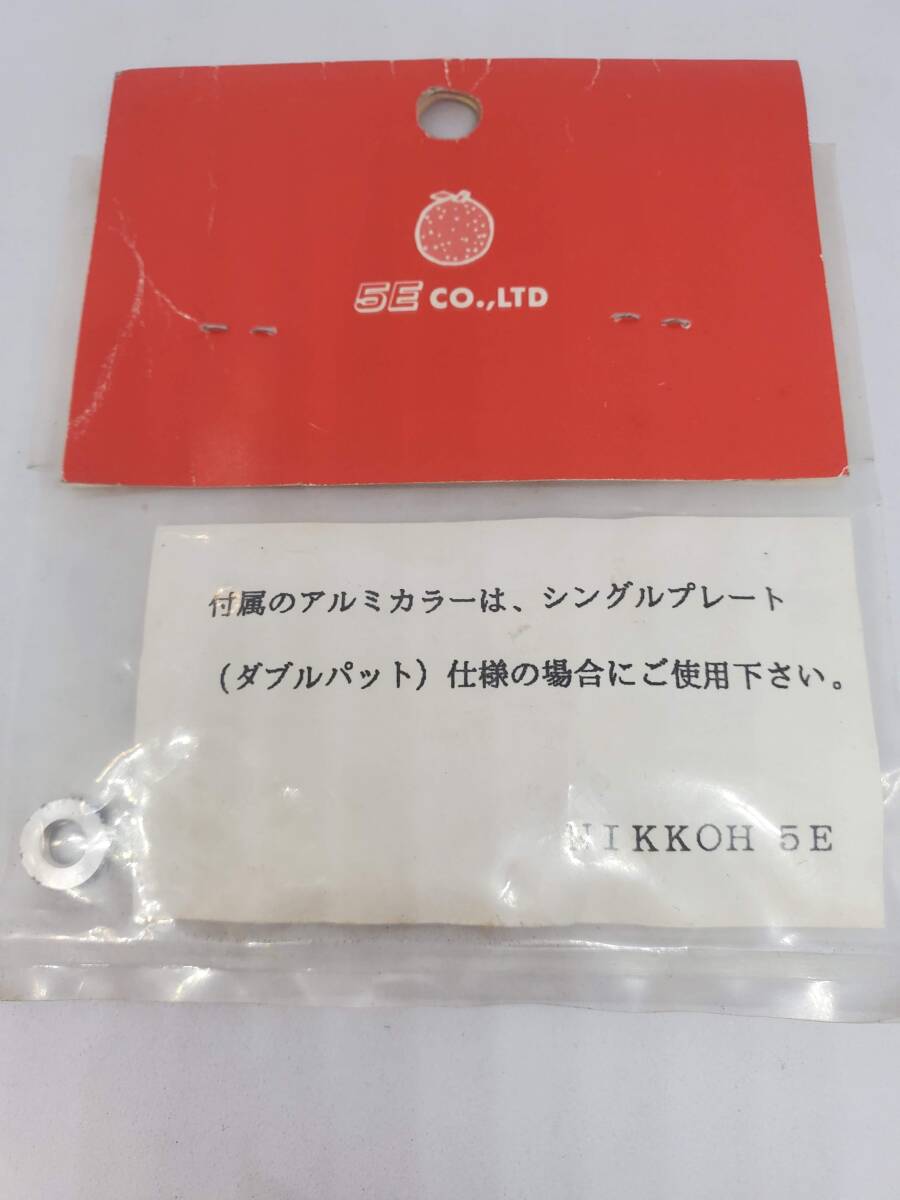 5E CO.,LTD
付属のアルミカラーは、シングルプレート
(ダブルパット)仕様の場合にご使用下さい。
NIKKOH 5E